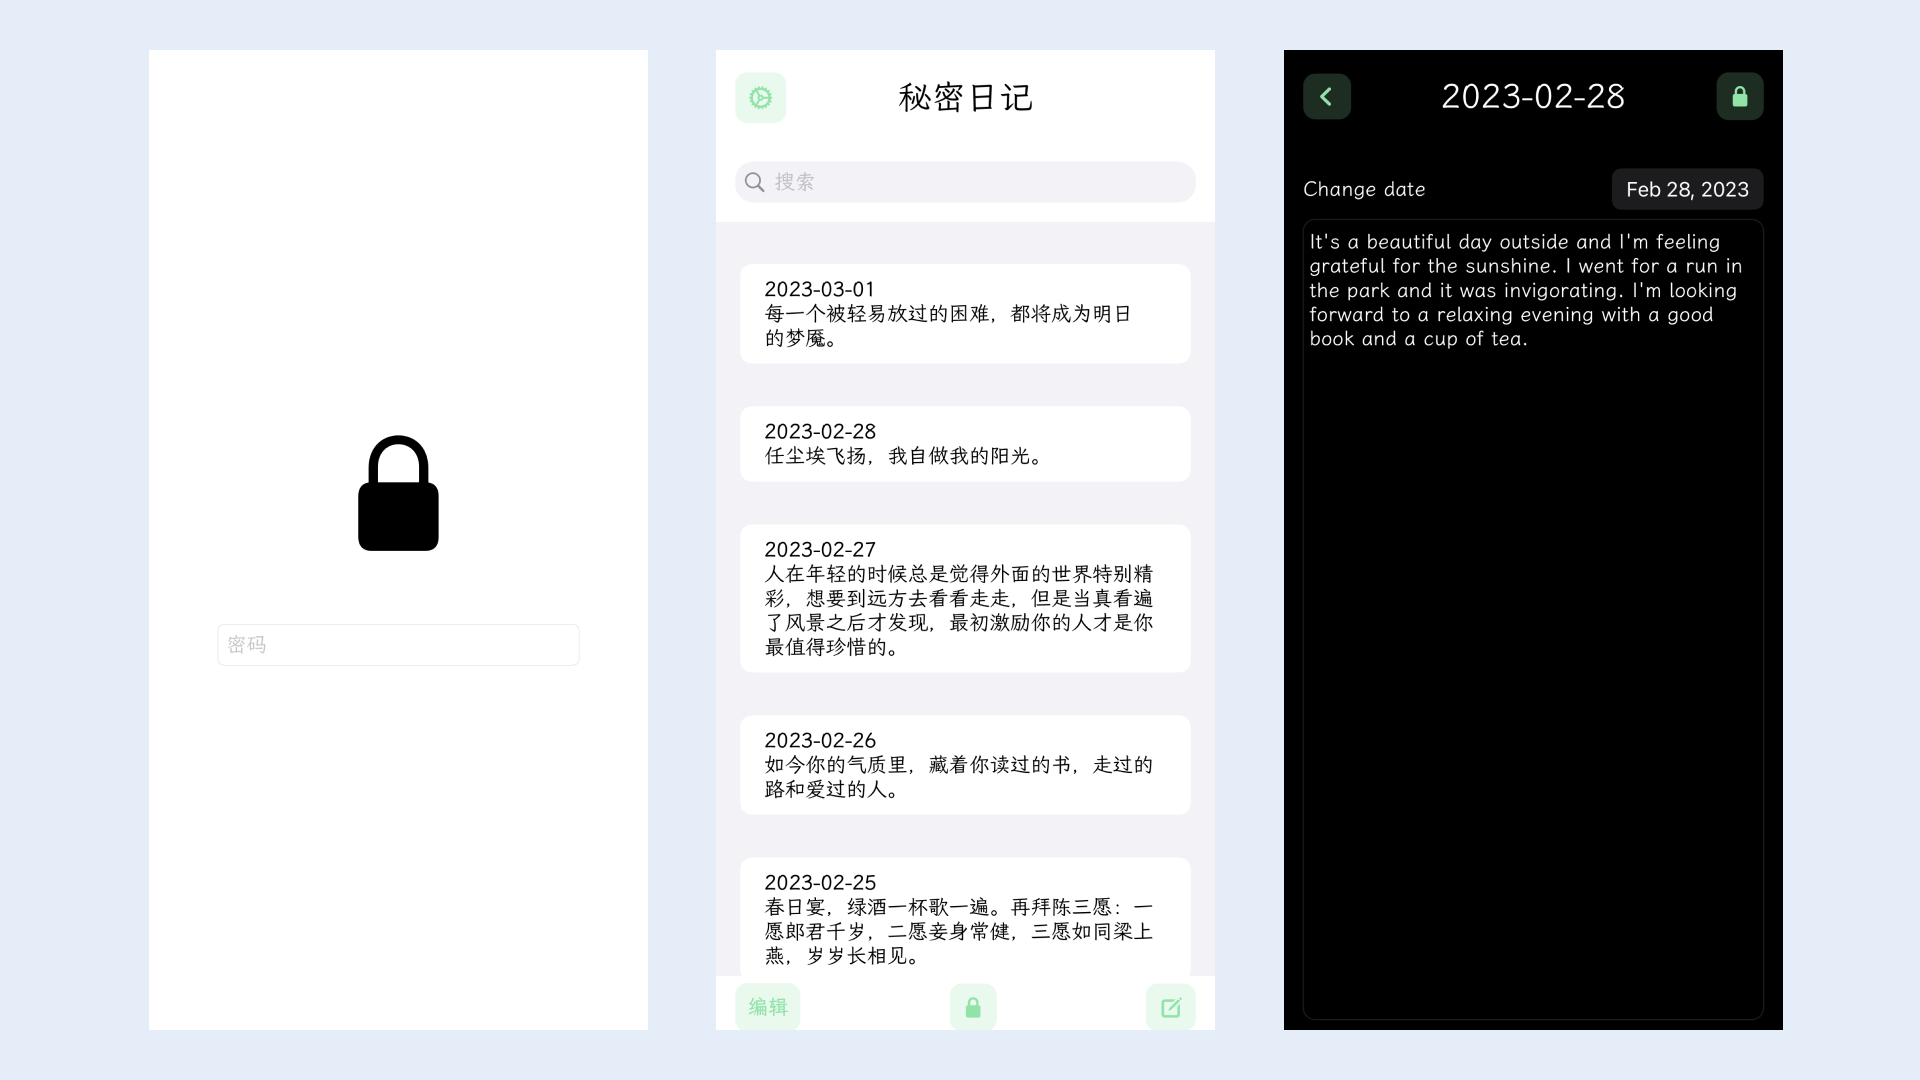 密码
秘密日记
搜索
2023-03-01
每一个被轻易放过的困难，都将成为明日
的梦魇。
2023-02-28
任尘埃飞扬，我自做我的阳光。
2023-02-27
人在年轻的时候总是觉得外面的世界特别精
彩，想要到远方去看看走走，但是当真看遍
了风景之后才发现，最初激励你的人才是你
最值得珍惜的。
2023-02-26
如今你的气质里，藏着你读过的书，走过的
路和爱过的人。
2023-02-25
春日宴，绿酒一杯歌一遍。再拜陈三愿：一
愿郎君千岁，二愿妾身常健，三愿如同梁上
燕，岁岁长相见。
编辑
2023-02-28
Change date
Feb 28, 2023
It's a beautiful day outside and I'm feeling
grateful for the sunshine. I went for a run in
the park and it was invigorating. I'm looking
forward to a relaxing evening with a good
book and a cup of tea.